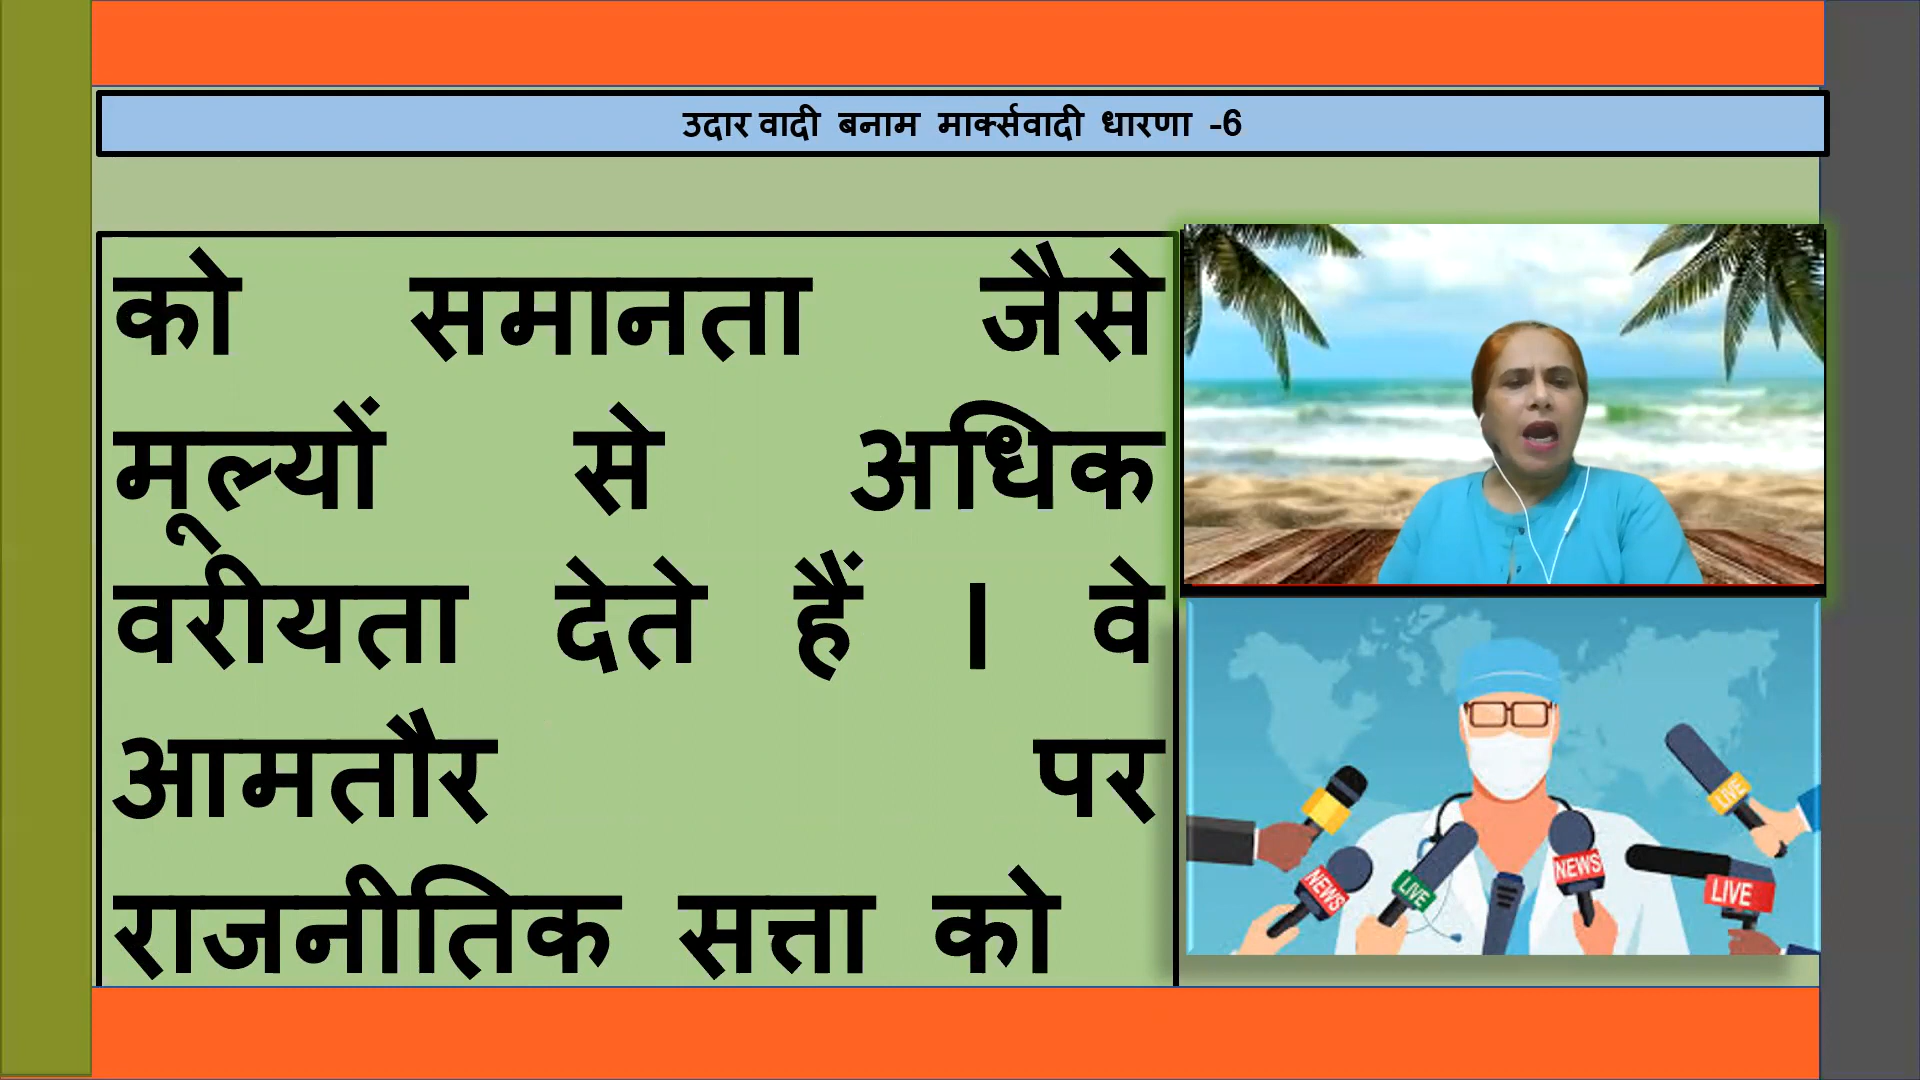 उदार वादी बनाम मार्क्सवादी धारणा -6
को समानता जैसे
मूल्यों से अधिक
वरीयता देते हैं । वे
आमतौर पर
राजनीतिक सत्ता को
LIVE
NEWS
LIVE
NEWS
LIVE